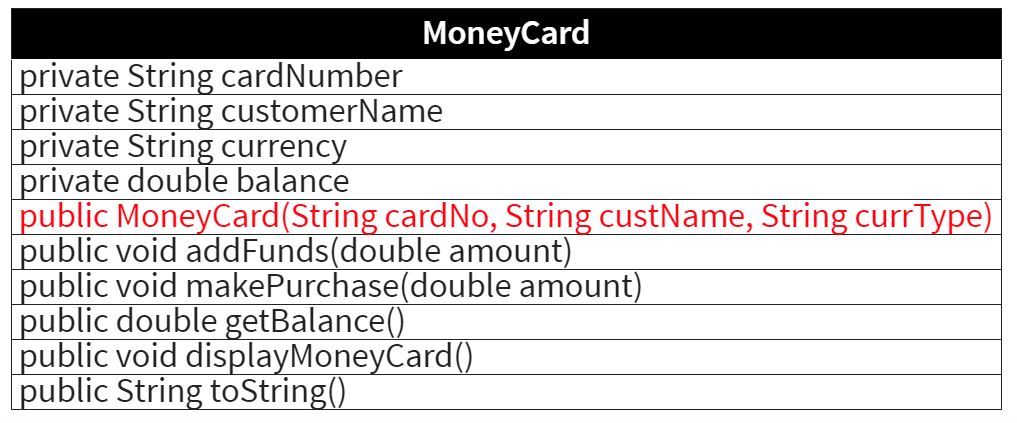 MoneyCard
private String cardNumber
private String customerName
private String currency
private double balance
public MoneyCard(String cardNo, String custName, String currType)
public void addFunds(double amount)
public void makePurchase(double amount)
public double getBalance()
public void displayMoneyCard()
public String toString()